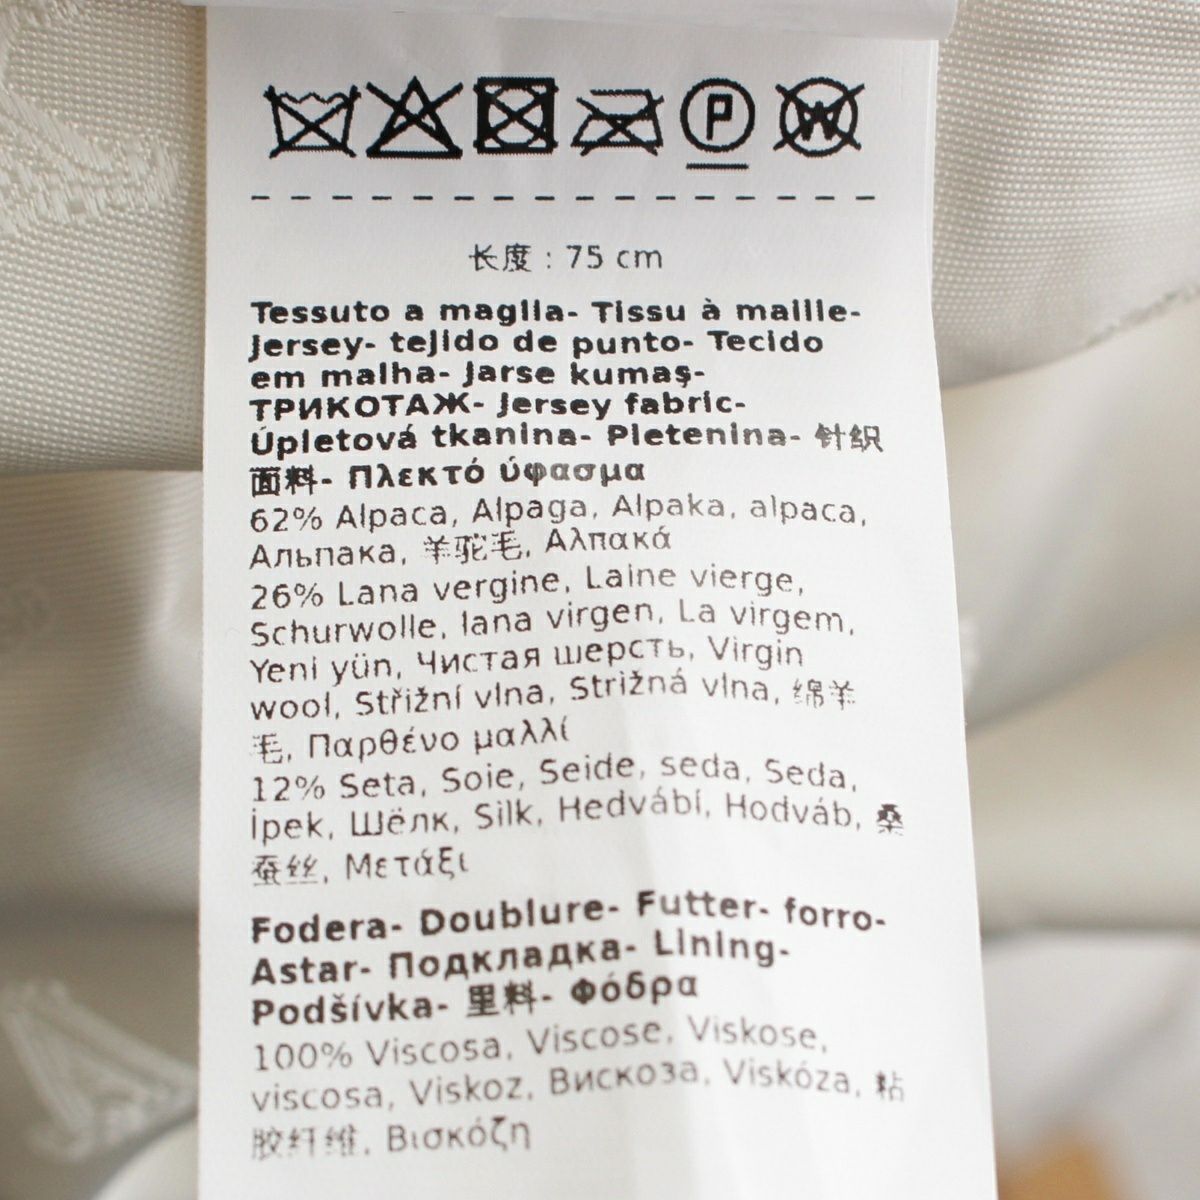 P W
长度 : 75 cm
Tessuto a maglia- Tissu à maille-
Jersey- tejido de punto- Tecido
em malha- Jarse kumaş-
ТРИКОТАЖ- Jersey fabric-
Úpletová tkanina- Pletenina- 针织
面料- Πλεκτό ύφασμα
62% Alpaca, Alpaga, Alpaka, alpaca,
Альпака, 羊驼毛, Αλπακά
26% Lana vergine, Laine vierge,
Schurwolle, lana virgen, La virgem,
Yeni yün, Чистая шерсть, Virgin
wool, Střižní vlna, Strižná vlna, 绵羊
毛, Παρθένο μαλλί
12% Seta, Soie, Seide, seda, Seda,
İpek, Шёлк, Silk, Hedvábí, Hodváb, 桑
蚕丝, Μετάξι
Fodera- Doublure- Futter- forro-
Astar- Подкладка- Lining-
Podšívka- 里料- Φόδρα
100% Viscosa, Viscose, Viskose,
viscosa, Viskoz, Вискоза, Viskóza, 粘
胶纤维, Βισκόζη